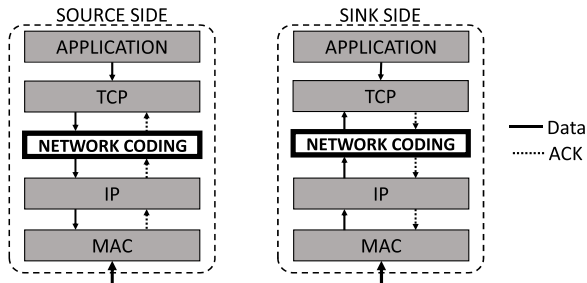 SOURCE SIDE
APPLICATION
TCP
NETWORK CODING
IP
MAC
SINK SIDE
APPLICATION
TCP
NETWORK CODING
IP
MAC
Data
ACK